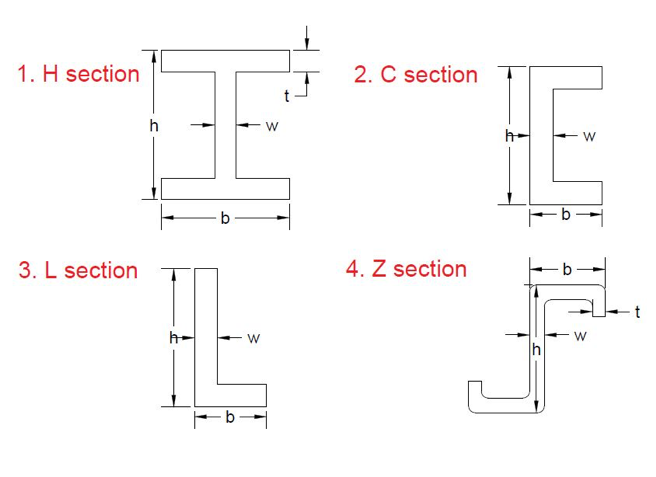 1. H section
h
t
w
b
2. C section
h
w
b
3. L section
h
w
b
4. Z section
b
t
w
h